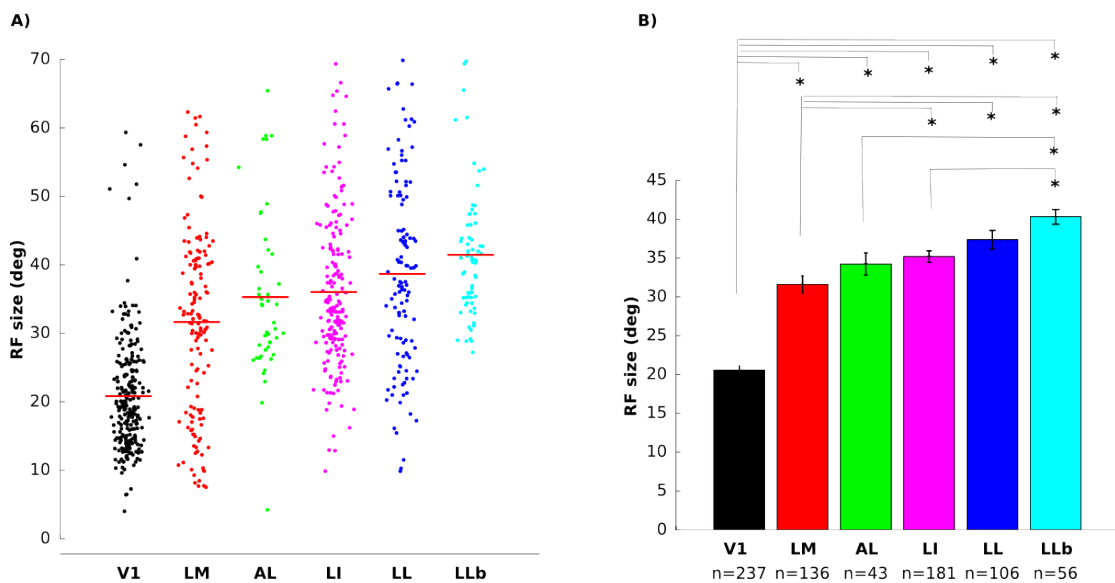 A)
70
60
50
40
30
20
10
0
RF size (deg)
V1 LM AL LI LL LLb
B)
* * * * *
* * *
*
*
45
40
35
30
25
20
15
10
5
0
RF size (deg)
V1 LM AL LI LL LLb
n=237 n=136 n=43 n=181 n=106 n=56